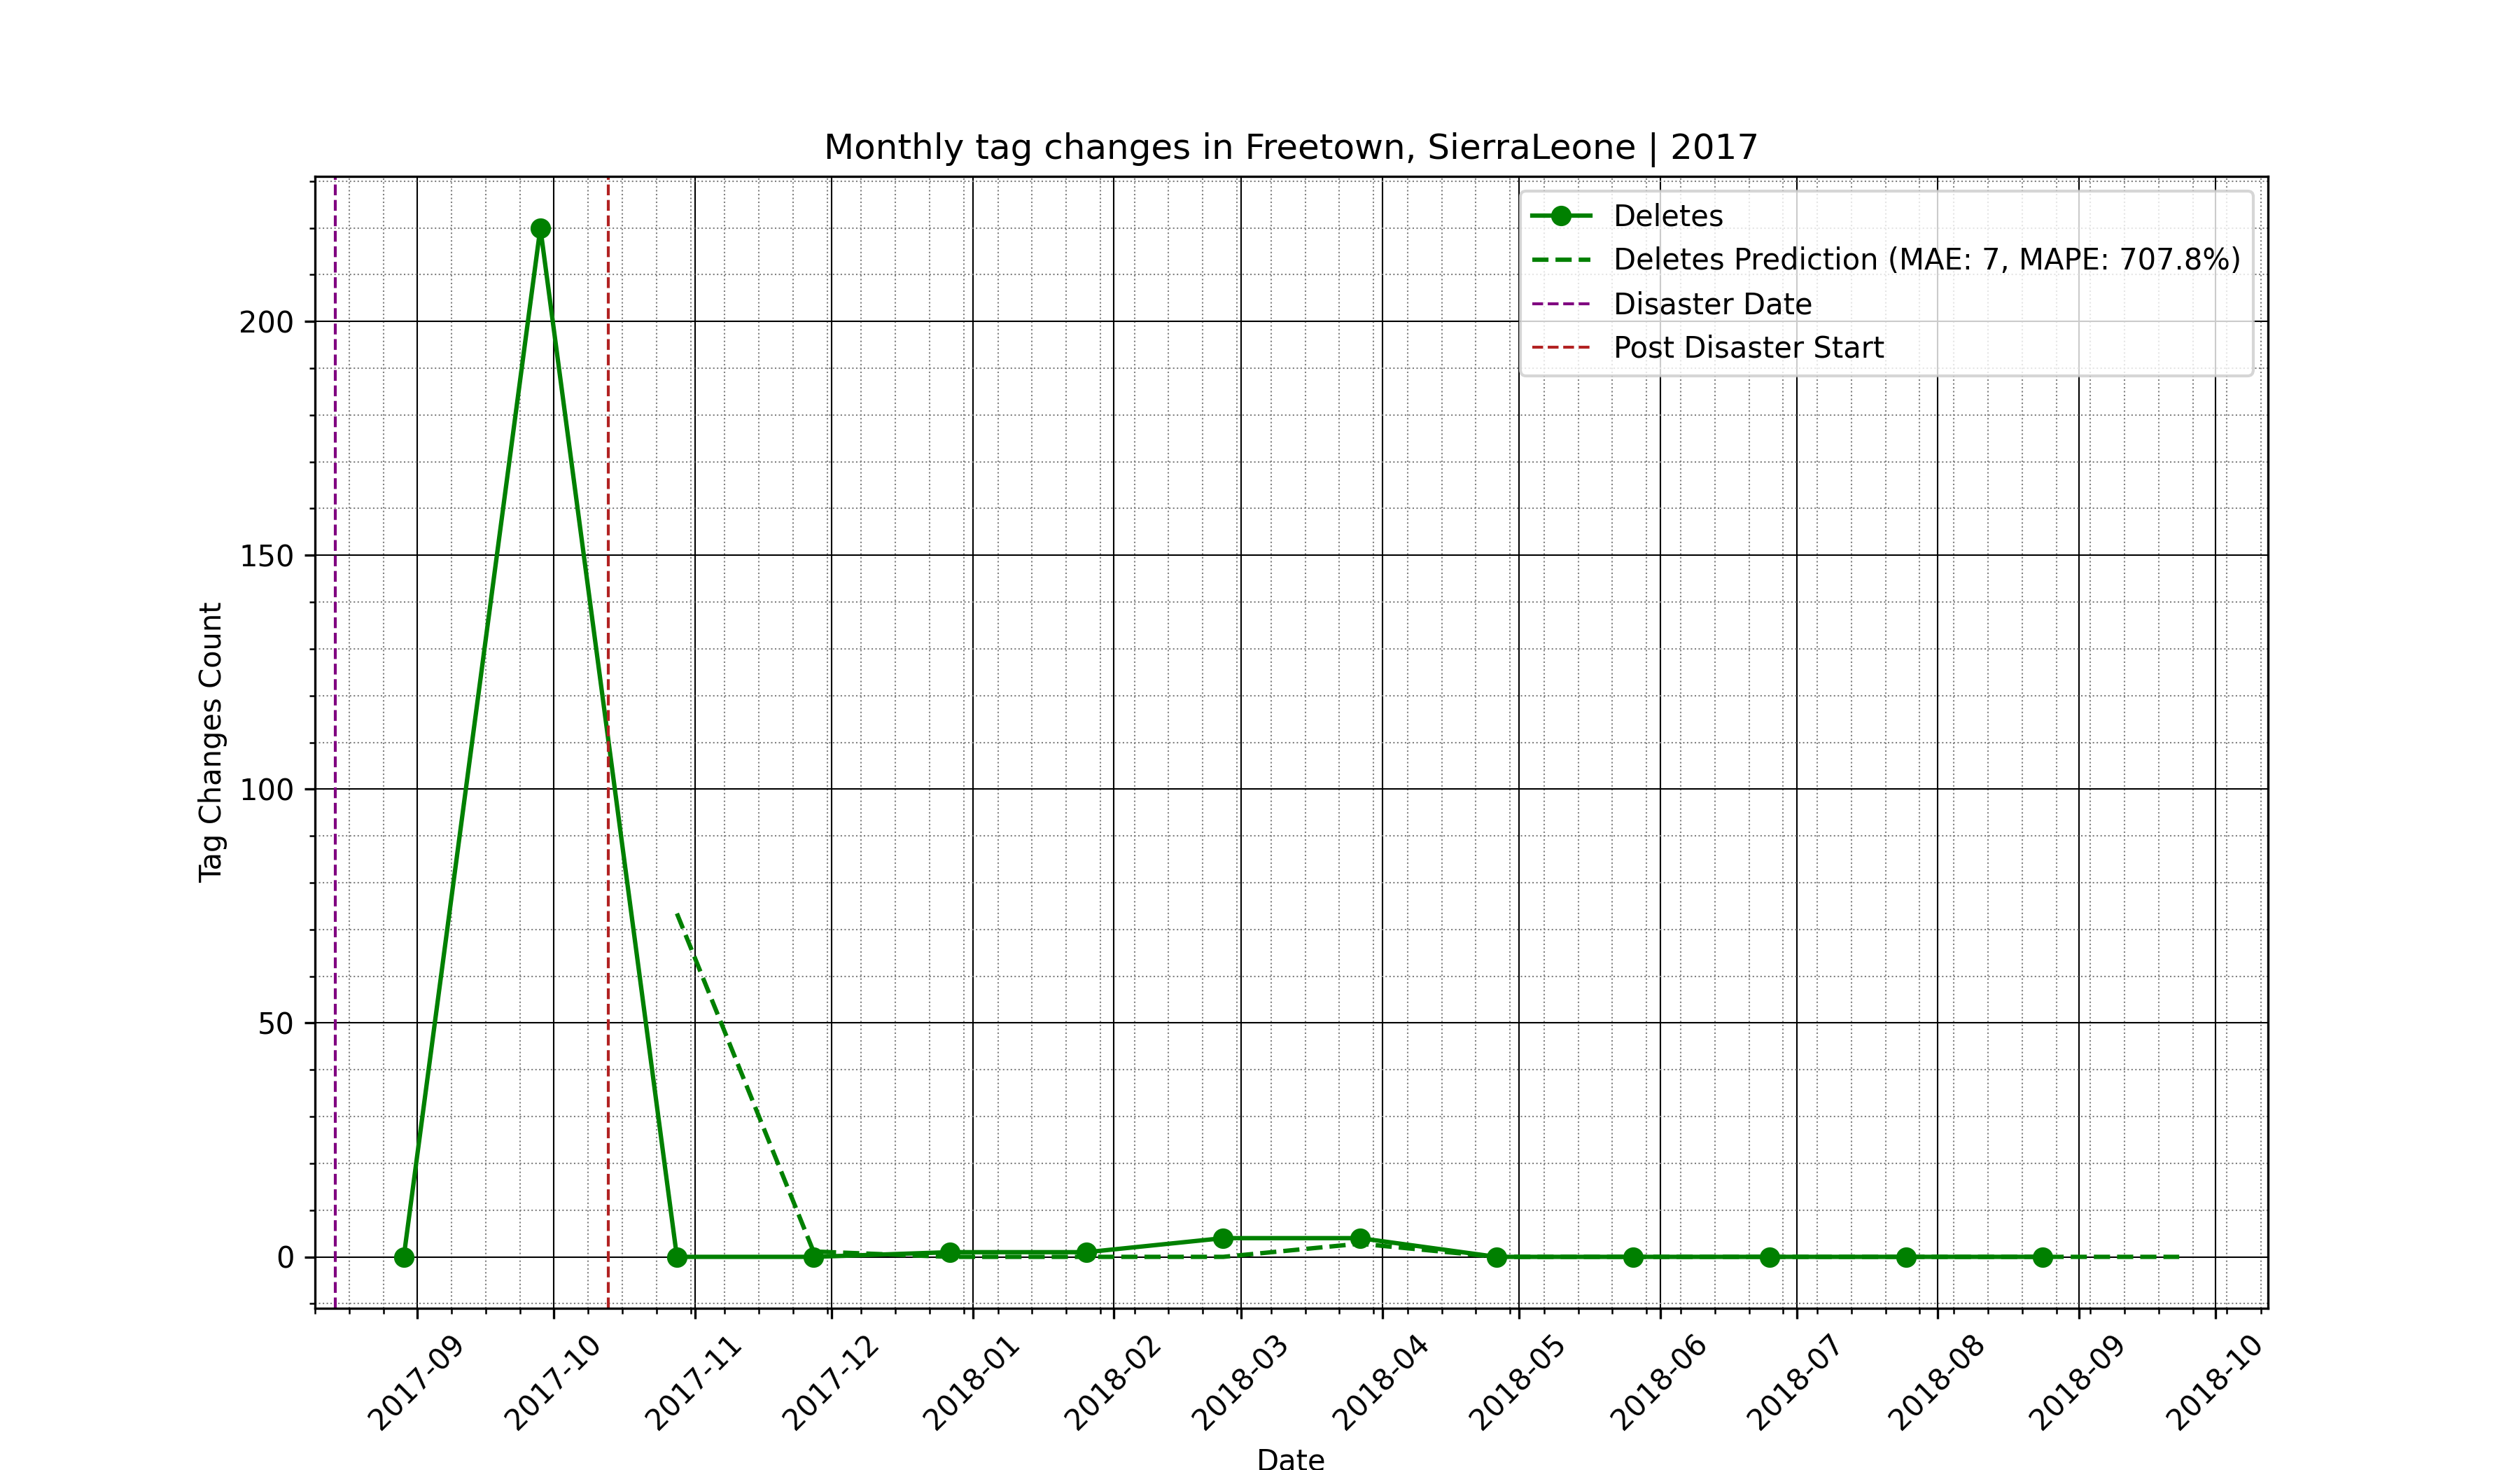 Monthly tag changes in Freetown, SierraLeone | 2017
Deletes
Deletes Prediction (MAE: 7, MAPE: 707.8%)
Disaster Date
Post Disaster Start
Tag Changes Count
200
150
100
50
0
2017-09
2017-10
2017-11
2017-12
2018-01
2018-02
2018-03
2018-04
2018-05
2018-06
2018-07
2018-08
2018-09
2018-10
Date